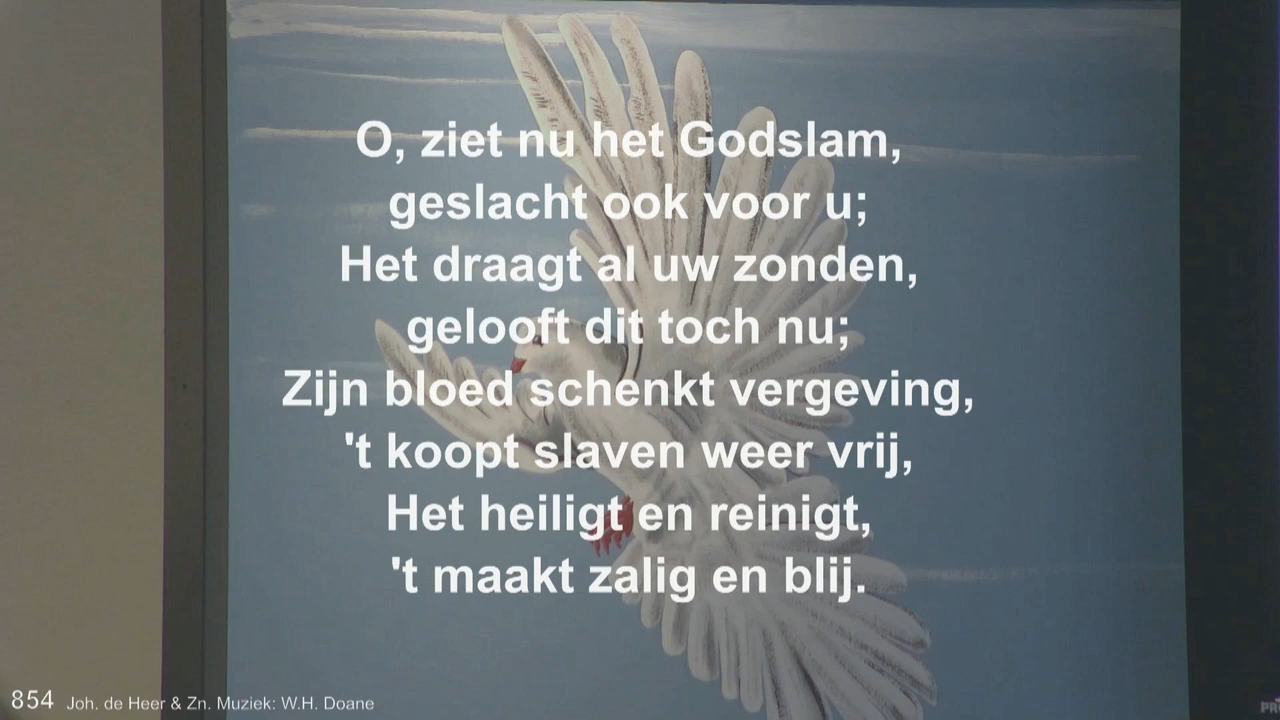 O, ziet nu het Godslam,
geslacht ook voor u;
Het draagt al uw zonden,
gelooft dit toch nu;
Zijn bloed schenkt vergeving,
't koopt slaven weer vrij,
Het heiligt en reinigt,
't maakt zalig en blij.
854 Joh. de Heer & Zn. Muziek: W.H. Doane